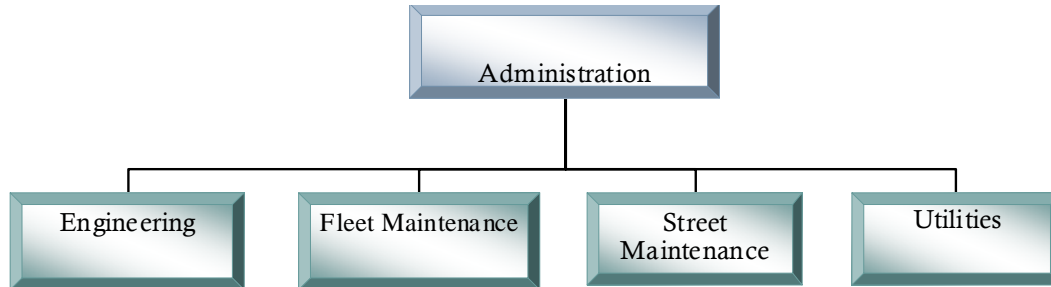 Administration
Engineering
Fleet Maintenance
Street
Maintenance
Utilities